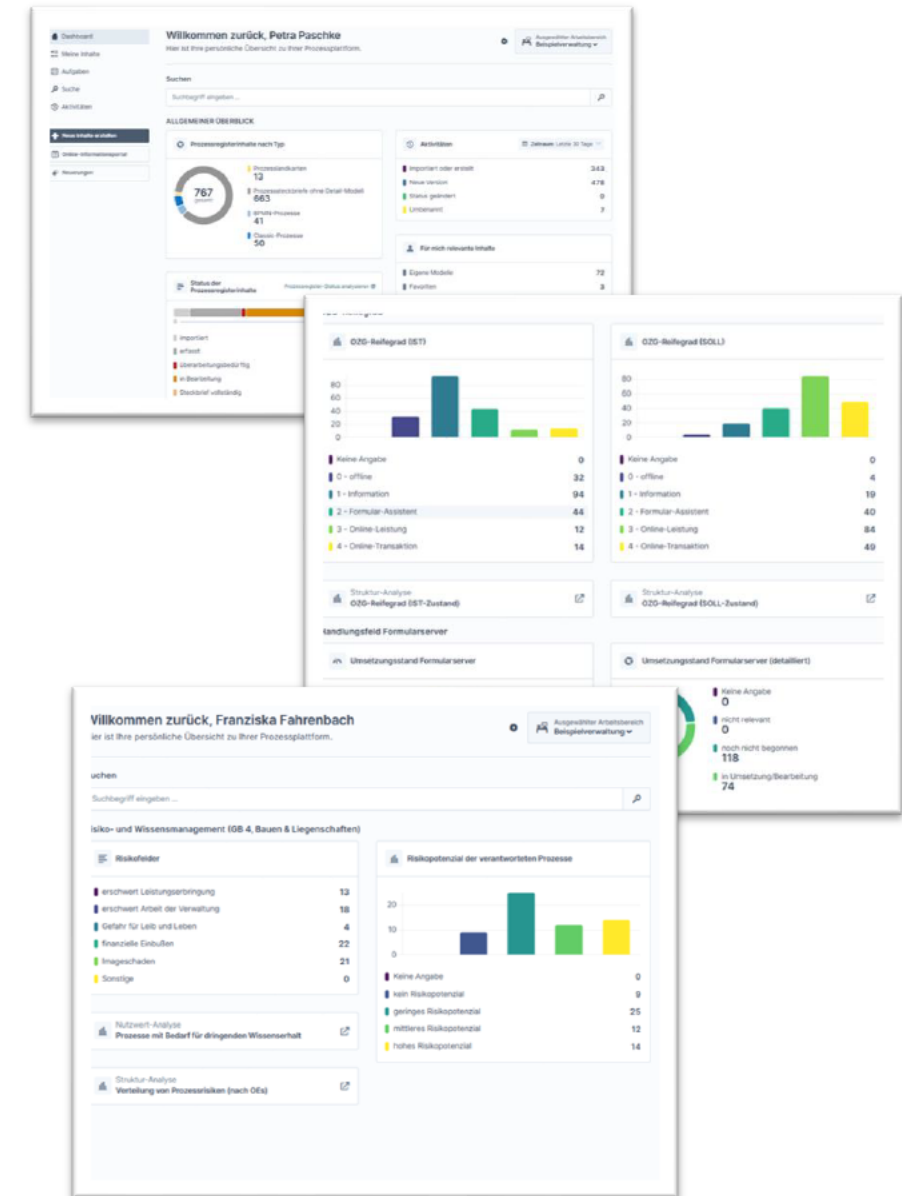 Dashboard
Meine Inhalte
Aufgaben
Suche
Aktivitäten
Neue Inhalte erstellen
Online-Informationsportal
Neuerungen
Willkommen zurück, Petra Paschke
Hier ist Ihre persönliche Übersicht zu Ihrer Prozessplattform.
Ausgewählter Arbeitsbereich
Beispielverwaltung
Suchen
Suchbegriff eingeben ...
ALLGEMEINER ÜBERBLICK
Prozessregisterinhalte nach Typ
767
gesamt
Prozesslandkarten
13
Prozesssteckbriefe ohne Detail-Modell
663
BPMN-Prozesse
41
Classic-Prozesse
50
Aktivitäten
Zeitraum Letzte 30 Tage
Importiert oder erstellt 343
Neue Version 478
Status geändert 0
Umbenannt 7
Für mich relevante Inhalte
Eigene Modelle 72
Favoriten 3
Status der
Prozessregisterinhalte
Prozessregister-Status analysieren
0
importiert
erfasst
überarbeitungsbedürftig
in Bearbeitung
Steckbrief vollständig
OZG-Reifegrad (IST)
80
60
40
20
0
Keine Angabe 0
0 - offline 32
1 - Information 94
2 - Formular-Assistent 44
3 - Online-Leistung 12
4 - Online-Transaktion 14
OZG-Reifegrad (SOLL)
80
60
40
20
0
Keine Angabe 0
0 - offline 4
1 - Information 19
2 - Formular-Assistent 40
3 - Online-Leistung 84
4 - Online-Transaktion 49
Struktur-Analyse
OZG-Reifegrad (IST-Zustand)
Struktur-Analyse
OZG-Reifegrad (SOLL-Zustand)
Handlungsfeld Formularserver
Umsetzungsstand Formularserver
Umsetzungsstand Formularserver (detailliert)
Keine Angabe
0
nicht relevant
0
noch nicht begonnen
118
in Umsetzung/Bearbeitung
74
Willkommen zurück, Franziska Fahrenbach
ier ist Ihre persönliche Übersicht zu Ihrer Prozessplattform.
Ausgewählter Arbeitsbereich
Beispielverwaltung
uchen
Suchbegriff eingeben ...
isiko- und Wissensmanagement (GB 4, Bauen & Liegenschaften)
Risikofelder
erschwert Leistungserbringung 13
erschwert Arbeit der Verwaltung 18
Gefahr für Leib und Leben 4
finanzielle Einbußen 22
Imageschaden 21
Sonstige 0
Risikopotenzial der verantworteten Prozesse
20
10
0
Keine Angabe 0
kein Risikopotenzial 9
geringes Risikopotenzial 25
mittleres Risikopotenzial 12
hohes Risikopotenzial 14
Nutzwert-Analyse
Prozesse mit Bedarf für dringenden Wissenserhalt
Struktur-Analyse
Verteilung von Prozessrisiken (nach OEs)